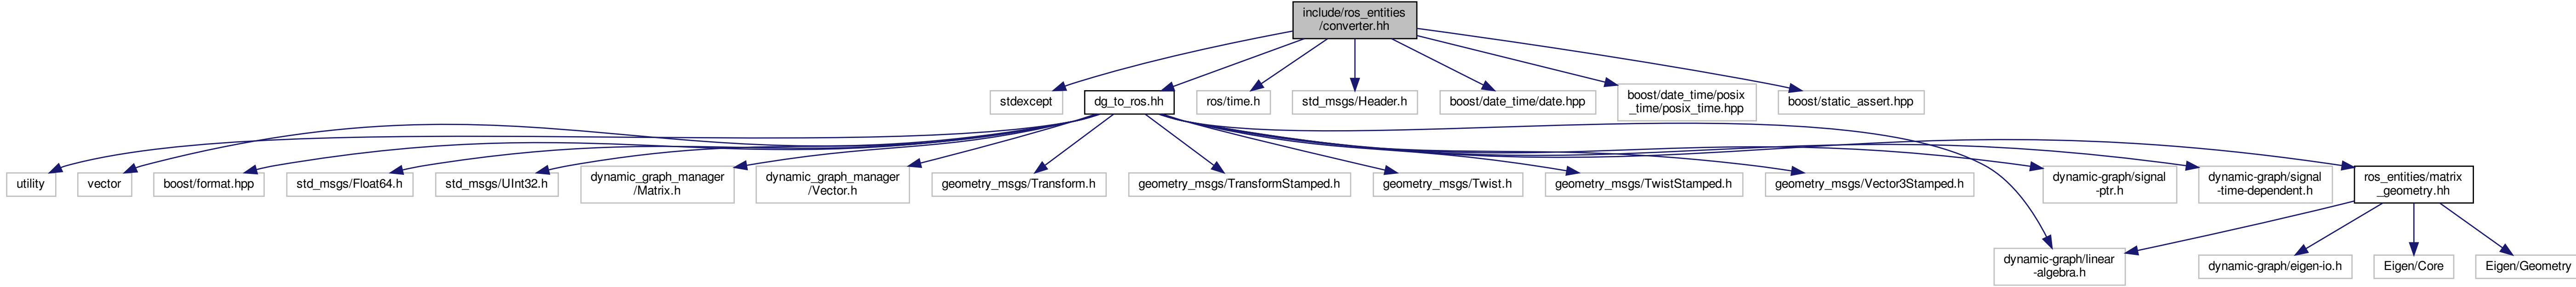 include/ros_entities
/converter.hh
stdexcept
dg_to_ros.hh
ros/time.h
std_msgs/Header.h
boost/date_time/date.hpp
boost/date_time/posix
_time/posix_time.hpp
boost/static_assert.hpp
utility
vector
boost/format.hpp
std_msgs/Float64.h
std_msgs/UInt32.h
dynamic_graph_manager
/Matrix.h
dynamic_graph_manager
/Vector.h
geometry_msgs/Transform.h
geometry_msgs/TransformStamped.h
geometry_msgs/Twist.h
geometry_msgs/TwistStamped.h
geometry_msgs/Vector3Stamped.h
dynamic-graph/signal
-ptr.h
dynamic-graph/signal
-time-dependent.h
ros_entities/matrix
_geometry.hh
dynamic-graph/linear
-algebra.h
dynamic-graph/eigen-io.h
Eigen/Core
Eigen/Geometry